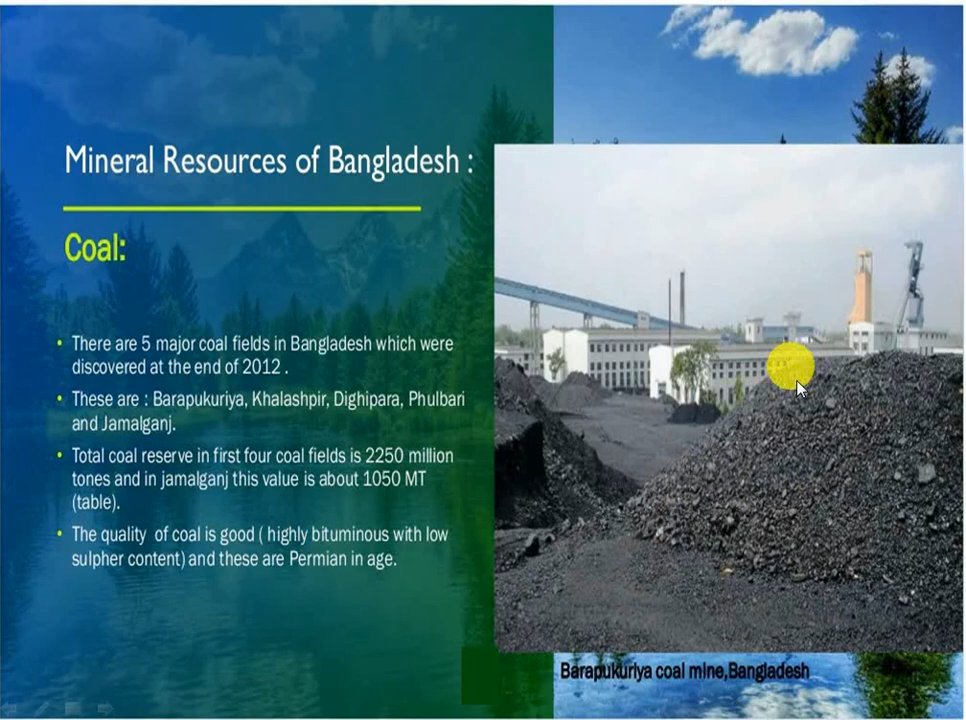 Mineral Resources of Bangladesh :
Coal:
• There are 5 major coal fields in Bangladesh which were
discovered at the end of 2012 .
• These are : Barapukuriya, Khalashpir, Dighipara, Phulbari
and Jamalganj.
• Total coal reserve in first four coal fields is 2250 million
tones and in jamalganj this value is about 1050 MT
(table).
• The quality of coal is good ( highly bituminous with low
sulpher content) and these are Permian in age.
Barapukuriya coal mine,Bangladesh